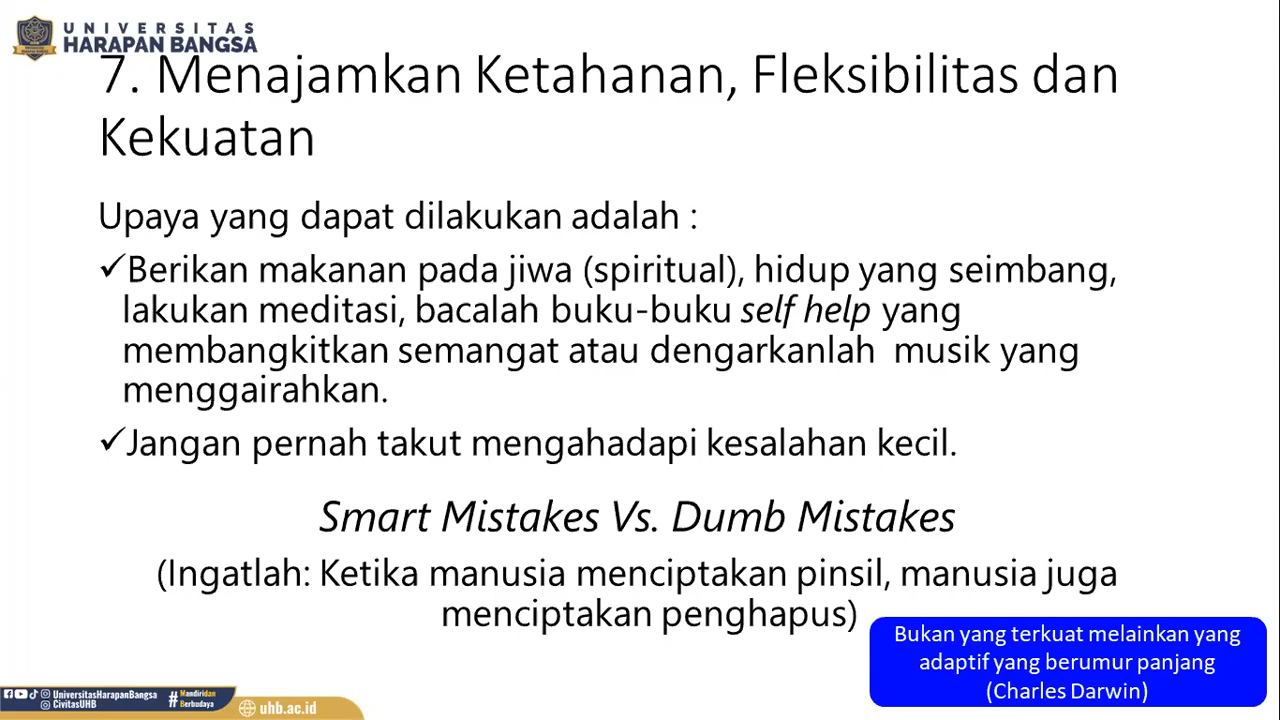 UNIVERSITAS
HARAPAN BANGSA
7. Menajamkan Ketahanan, Fleksibilitas dan
Kekuatan
Upaya yang dapat dilakukan adalah :
✓Berikan makanan pada jiwa (spiritual), hidup yang seimbang,
lakukan meditasi, bacalah buku-buku self help yang
membangkitkan semangat atau dengarkanlah  musik yang
menggairahkan.
✓Jangan pernah takut mengahadapi kesalahan kecil.
Smart Mistakes Vs. Dumb Mistakes
(Ingatlah: Ketika manusia menciptakan pinsil, manusia juga
menciptakan penghapus)
Bukan yang terkuat melainkan yang
adaptif yang berumur panjang
(Charles Darwin)
UniversitasHarapanBangsa
CivitasUHB
# Mandiri dan
Berbudaya
uhb.ac.id